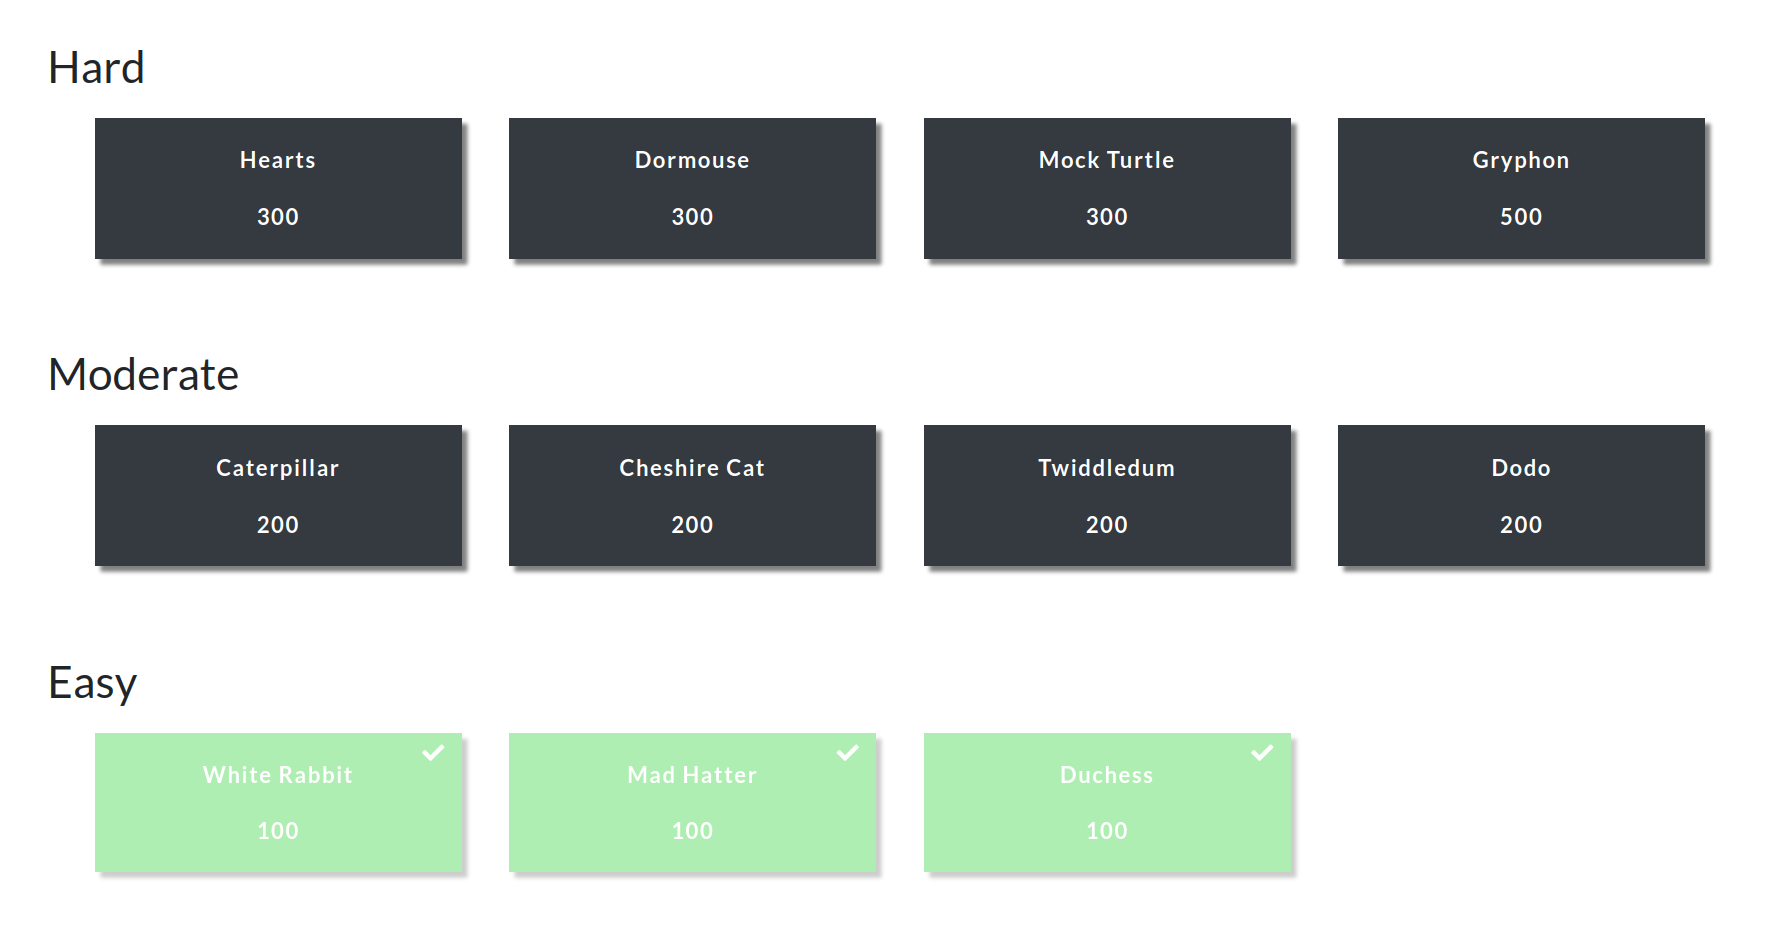 Hard
Hearts
300
Dormouse
300
Mock Turtle
300
Gryphon
500
Moderate
Caterpillar
200
Cheshire Cat
200
Twiddledum
200
Dodo
200
Easy
White Rabbit
100
Mad Hatter
100
Duchess
100